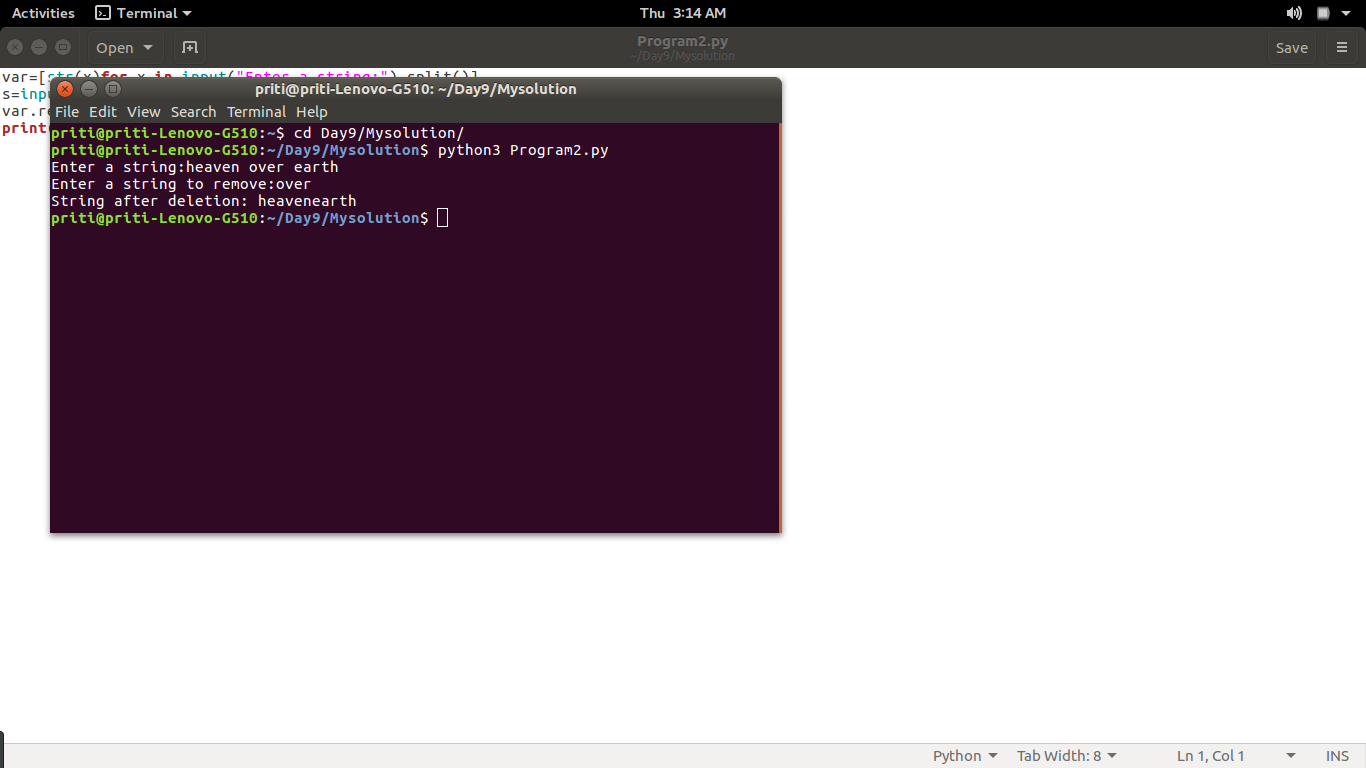 Activities Terminal Thu 3:14 AM
Open Program2.py Save
~/Day9/Mysolution
var=[str(x)for x in input("Enter a string:").split()]
s=inpu
var.re
print
priti@priti-Lenovo-G510: ~/Day9/Mysolution
File Edit View Search Terminal Help
priti@priti-Lenovo-G510:~$ cd Day9/Mysolution/
priti@priti-Lenovo-G510:~/Day9/Mysolution$ python3 Program2.py
Enter a string:heaven over earth
Enter a string to remove:over
String after deletion: heavenearth
priti@priti-Lenovo-G510:~/Day9/Mysolution$
Python Tab Width: 8 Ln 1, Col 1 INS